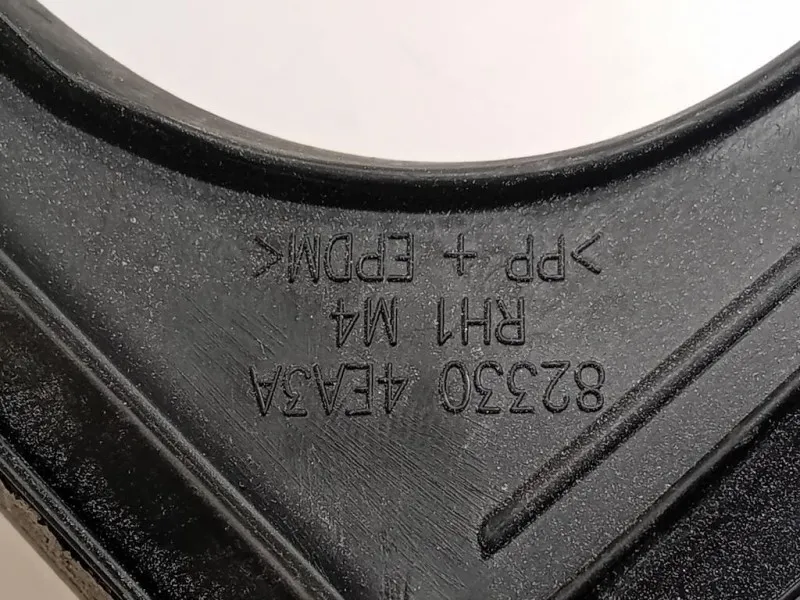 82330 4EA3A
RH1 M4
>PP + EPDM<